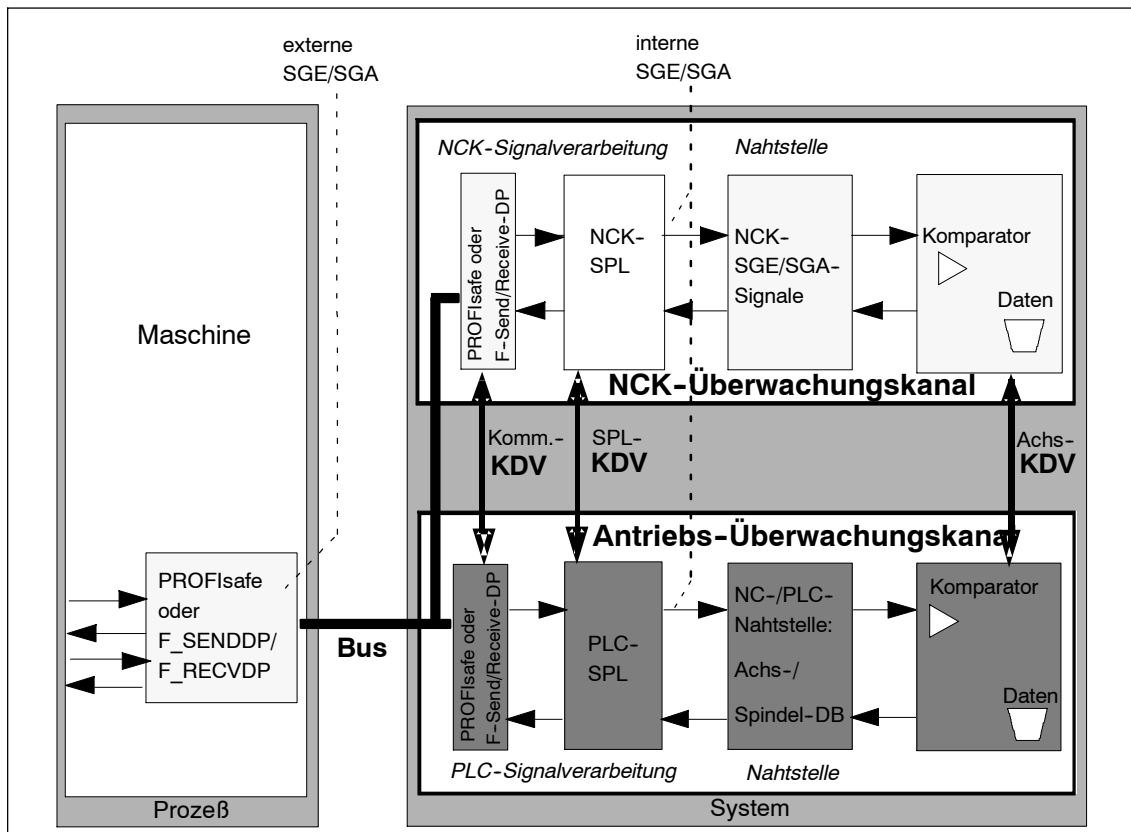 externe
SGE/SGA
interne
SGE/SGA
Maschine
PROFIsafe
oder
F_SENDDP/
F_RECVDP
Prozeß
Bus
NCK-Signalverarbeitung
Nahtstelle
PROFIsafe oder
F-Send/Receive-DP
NCK-
SPL
NCK-
SGE/SGA-
Signale
Komparator
Daten
NCK-Überwachungskanal
Komm.-
KDV
SPL-
KDV
Achs-
KDV
Antriebs-Überwachungskanal
PROFIsafe oder
F-Send/Receive-DP
PLC-
SPL
NC-/PLC-
Nahtstelle:
Achs-/
Spindel-DB
Komparator
Daten
PLC-Signalverarbeitung
Nahtstelle
System